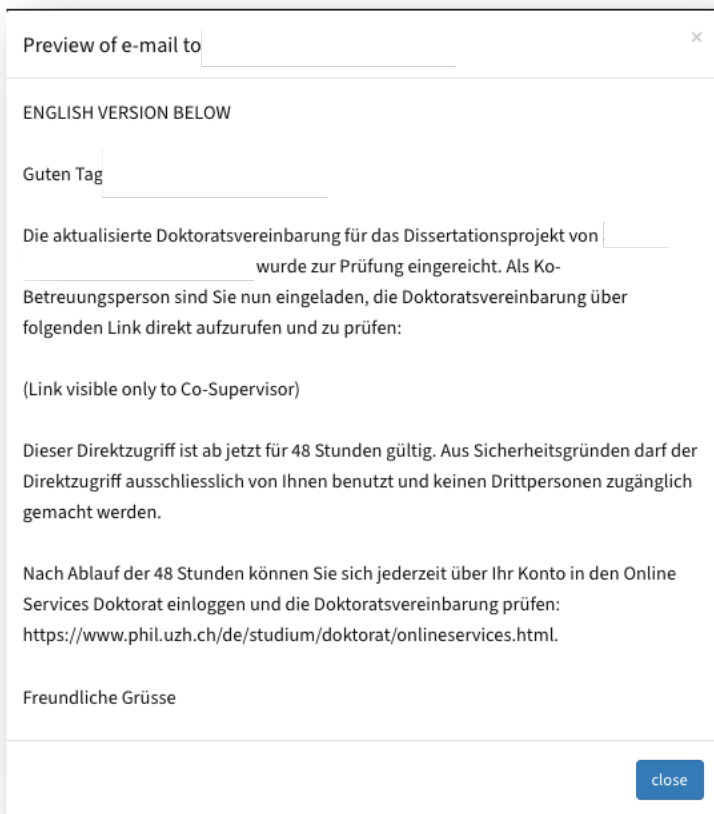 Preview of e-mail to
×
ENGLISH VERSION BELOW
Guten Tag
Die aktualisierte Doktoratsvereinbarung für das Dissertationsprojekt von
wurde zur Prüfung eingereicht. Als Ko-
Betreuungsperson sind Sie nun eingeladen, die Doktoratsvereinbarung über
folgenden Link direkt aufzurufen und zu prüfen:
(Link visible only to Co-Supervisor)
Dieser Direktzugriff ist ab jetzt für 48 Stunden gültig. Aus Sicherheitsgründen darf der
Direktzugriff ausschliesslich von Ihnen benutzt und keinen Drittpersonen zugänglich
gemacht werden.
Nach Ablauf der 48 Stunden können Sie sich jederzeit über Ihr Konto in den Online
Services Doktorat einloggen und die Doktoratsvereinbarung prüfen:
https://www.phil.uzh.ch/de/studium/doktorat/onlineservices.html.
Freundliche Grüsse
close